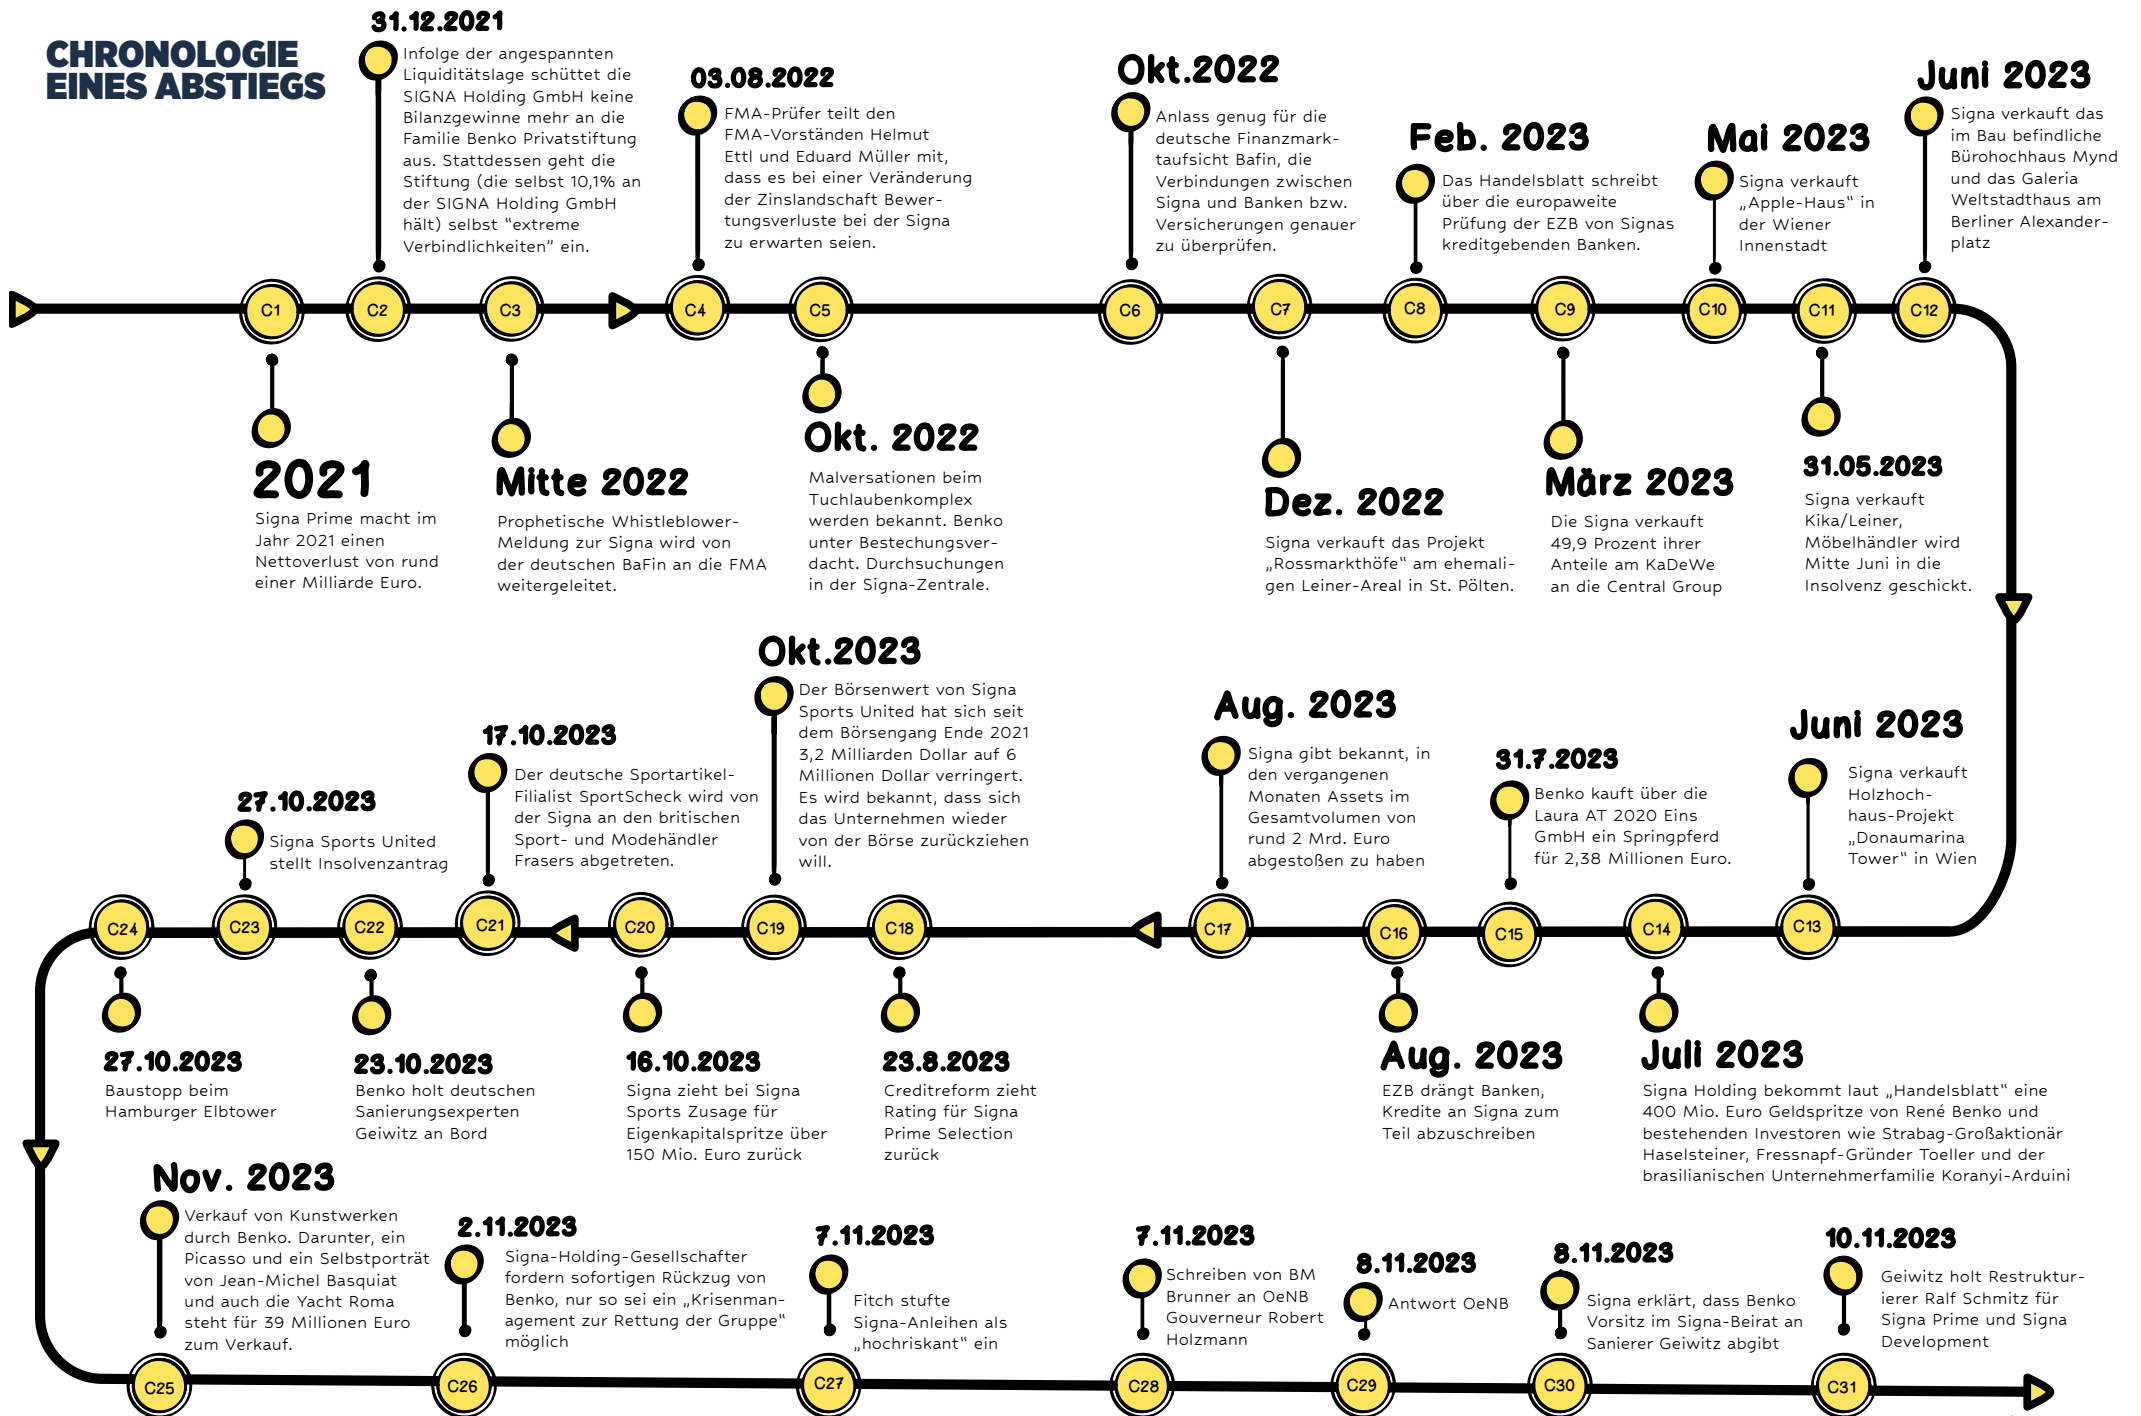 CHRONOLOGIE
EINES ABSTIEGS
31.12.2021
Infolge der angespannten
Liquiditätslage schüttet die
SIGNA Holding GmbH keine
Bilanzgewinne mehr an die
Familie Benko Privatstiftung
aus. Stattdessen geht die
Stiftung (die selbst 10,1% an
der SIGNA Holding GmbH
hält) selbst "extreme
Verbindlichkeiten" ein.
03.08.2022
FMA-Prüfer teilt den
FMA-Vorständen Helmut
Ettl und Eduard Müller mit,
dass es bei einer Veränderung
der Zinslandschaft Bewer-
tungsverluste bei der Signa
zu erwarten seien.
Okt.2022
Anlass genug für die
deutsche Finanzmark-
taufsicht Bafin, die
Verbindungen zwischen
Signa und Banken bzw.
Versicherungen genauer
zu überprüfen.
Feb. 2023
Das Handelsblatt schreibt
über die europaweite
Prüfung der EZB von Signas
kreditgebenden Banken.
Mai 2023
Signa verkauft
„Apple-Haus" in
der Wiener
Innenstadt
Juni 2023
Signa verkauft das
im Bau befindliche
Bürohochhaus Mynd
und das Galeria
Weltstadthaus am
Berliner Alexander-
platz
C1
C2
C3
C4
C5
C6
C7
C8
C9
C10
C11
C12
2021
Signa Prime macht im
Jahr 2021 einen
Nettoverlust von rund
einer Milliarde Euro.
Mitte 2022
Prophetische Whistleblower-
Meldung zur Signa wird von
der deutschen BaFin an die FMA
weitergeleitet.
Okt. 2022
Malversationen beim
Tuchlaubenkomplex
werden bekannt. Benko
unter Bestechungsver-
dacht. Durchsuchungen
in der Signa-Zentrale.
Dez. 2022
Signa verkauft das Projekt
„Rossmarkthöfe" am ehemali-
gen Leiner-Areal in St. Pölten.
März 2023
Die Signa verkauft
49,9 Prozent ihrer
Anteile am KaDeWe
an die Central Group
31.05.2023
Signa verkauft
Kika/Leiner,
Möbelhändler wird
Mitte Juni in die
Insolvenz geschickt.
Juni 2023
Signa verkauft
Holzhoch-
haus-Projekt
„Donaumarina
Tower" in Wien
31.7.2023
Benko kauft über die
Laura AT 2020 Eins
GmbH ein Springpferd
für 2,38 Millionen Euro.
Aug. 2023
Signa gibt bekannt, in
den vergangenen
Monaten Assets im
Gesamtvolumen von
rund 2 Mrd. Euro
abgestoßen zu haben
Okt.2023
Der Börsenwert von Signa
Sports United hat sich seit
dem Börsengang Ende 2021
3,2 Milliarden Dollar auf 6
Millionen Dollar verringert.
Es wird bekannt, dass sich
das Unternehmen wieder
von der Börse zurückziehen
will.
17.10.2023
Der deutsche Sportartikel-
Filialist SportScheck wird von
der Signa an den britischen
Sport- und Modehändler
Frasers abgetreten.
27.10.2023
Signa Sports United
stellt Insolvenzantrag
C13
C14
C15
C16
C17
C18
C19
C20
C21
C22
C23
C24
Juli 2023
Signa Holding bekommt laut „Handelsblatt" eine
400 Mio. Euro Geldspritze von René Benko und
bestehenden Investoren wie Strabag-Großaktionär
Haselsteiner, Fressnapf-Gründer Toeller und der
brasilianischen Unternehmerfamilie Koranyi-Arduini
Aug. 2023
EZB drängt Banken,
Kredite an Signa zum
Teil abzuschreiben
23.8.2023
Creditreform zieht
Rating für Signa
Prime Selection
zurück
16.10.2023
Signa zieht bei Signa
Sports Zusage für
Eigenkapitalspritze über
150 Mio. Euro zurück
23.10.2023
Benko holt deutschen
Sanierungsexperten
Geiwitz an Bord
27.10.2023
Baustopp beim
Hamburger Elbtower
Nov. 2023
Verkauf von Kunstwerken
durch Benko. Darunter, ein
Picasso und ein Selbstporträt
von Jean-Michel Basquiat
und auch die Yacht Roma
steht für 39 Millionen Euro
zum Verkauf.
2.11.2023
Signa-Holding-Gesellschafter
fordern sofortigen Rückzug von
Benko, nur so sei ein „Krisenman-
agement zur Rettung der Gruppe"
möglich
7.11.2023
Fitch stufte
Signa-Anleihen als
„hochriskant" ein
7.11.2023
Schreiben von BM
Brunner an OeNB
Gouverneur Robert
Holzmann
8.11.2023
Antwort OeNB
8.11.2023
Signa erklärt, dass Benko
Vorsitz im Signa-Beirat an
Sanierer Geiwitz abgibt
10.11.2023
Geiwitz holt Restruktur-
ierer Ralf Schmitz für
Signa Prime und Signa
Development
C25
C26
C27
C28
C29
C30
C31